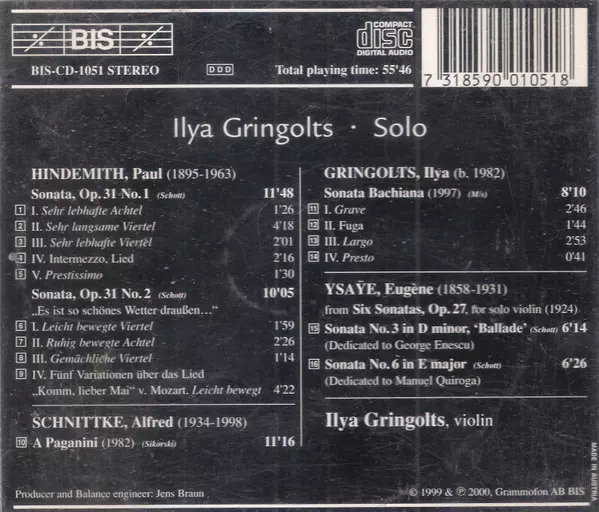 BIS
COMPACT
disc
DIGITAL AUDIO
BIS-CD-1051 STEREO
DDD
Total playing time: 55'46
7 318590 010518
Ilya Gringolts · Solo
HINDEMITH, Paul (1895-1963)
Sonata, Op. 31 No. 1 (Schott) 11'48
1 I. Sehr lebhafte Achtel 1'26
2 II. Sehr langsame Viertel 4'18
3 III. Sehr lebhafte Viertel 2'01
4 IV. Intermezzo, Lied 2'16
5 V. Prestissimo 1'30
Sonata, Op. 31 No. 2 (Schott) 10'05
„Es ist so schönes Wetter draußen…“
6 I. Leicht bewegte Viertel 1'59
7 II. Ruhig bewegte Achtel 2'26
8 III. Gemächliche Viertel 1'14
9 IV. Fünf Variationen über das Lied
„Komm, lieber Mai“ v. Mozart. Leicht bewegt 4'22
SCHNITTKE, Alfred (1934-1998)
10 A Paganini (1982) (Sikorski) 11'16
GRINGOLTS, Ilya (b. 1982)
Sonata Bachiana (1997) (M/s) 8'10
11 I. Grave 2'46
12 II. Fuga 1'44
13 III. Largo 2'53
14 IV. Presto 0'41
YSAŸE, Eugène (1858-1931)
from Six Sonatas, Op. 27, for solo violin (1924)
15 Sonata No. 3 in D minor, ‘Ballade’ (Schott) 6'14
(Dedicated to George Enescu)
16 Sonata No. 6 in E major (Schott) 6'26
(Dedicated to Manuel Quiroga)
Ilya Gringolts, violin
Producer and Balance engineer: Jens Braun
© 1999 & ℗ 2000, Grammofon AB BIS
MADE IN AUSTRIA